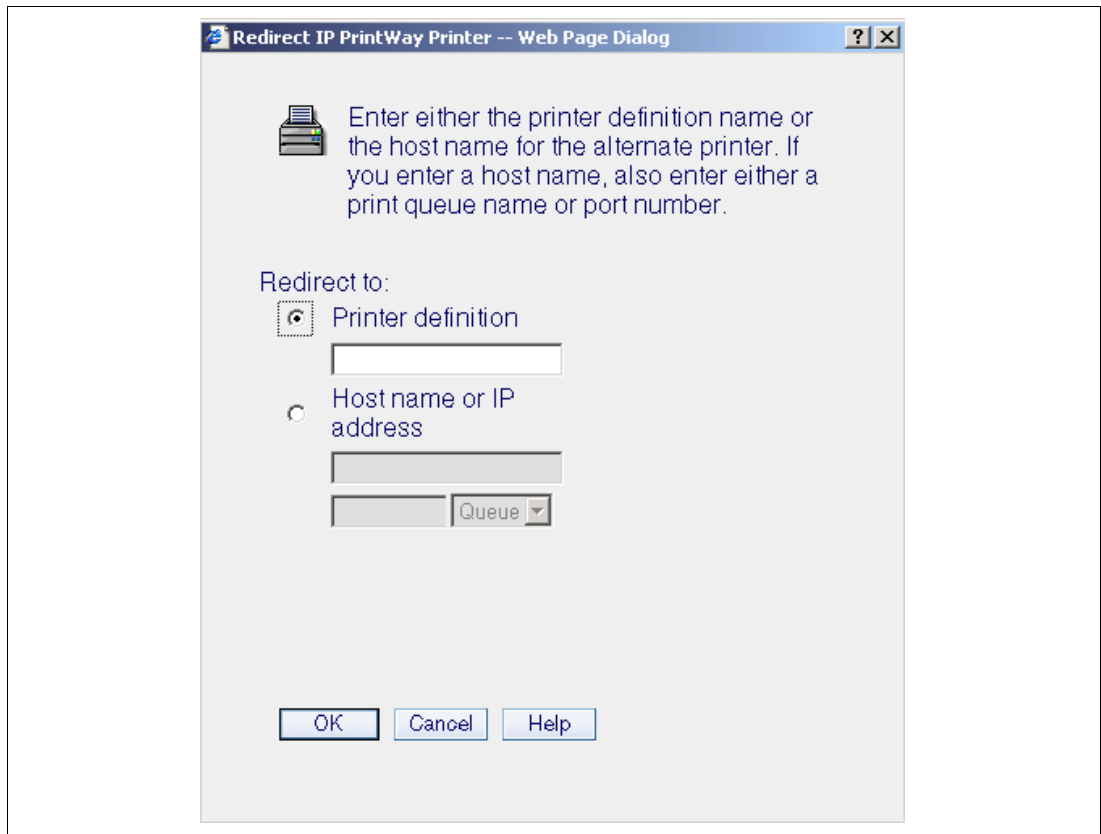 Redirect IP PrintWay Printer -- Web Page Dialog
Enter either the printer definition name or
the host name for the alternate printer. If
you enter a host name, also enter either a
print queue name or port number.
Redirect to:
Printer definition
Host name or IP
address
Queue
OK Cancel Help